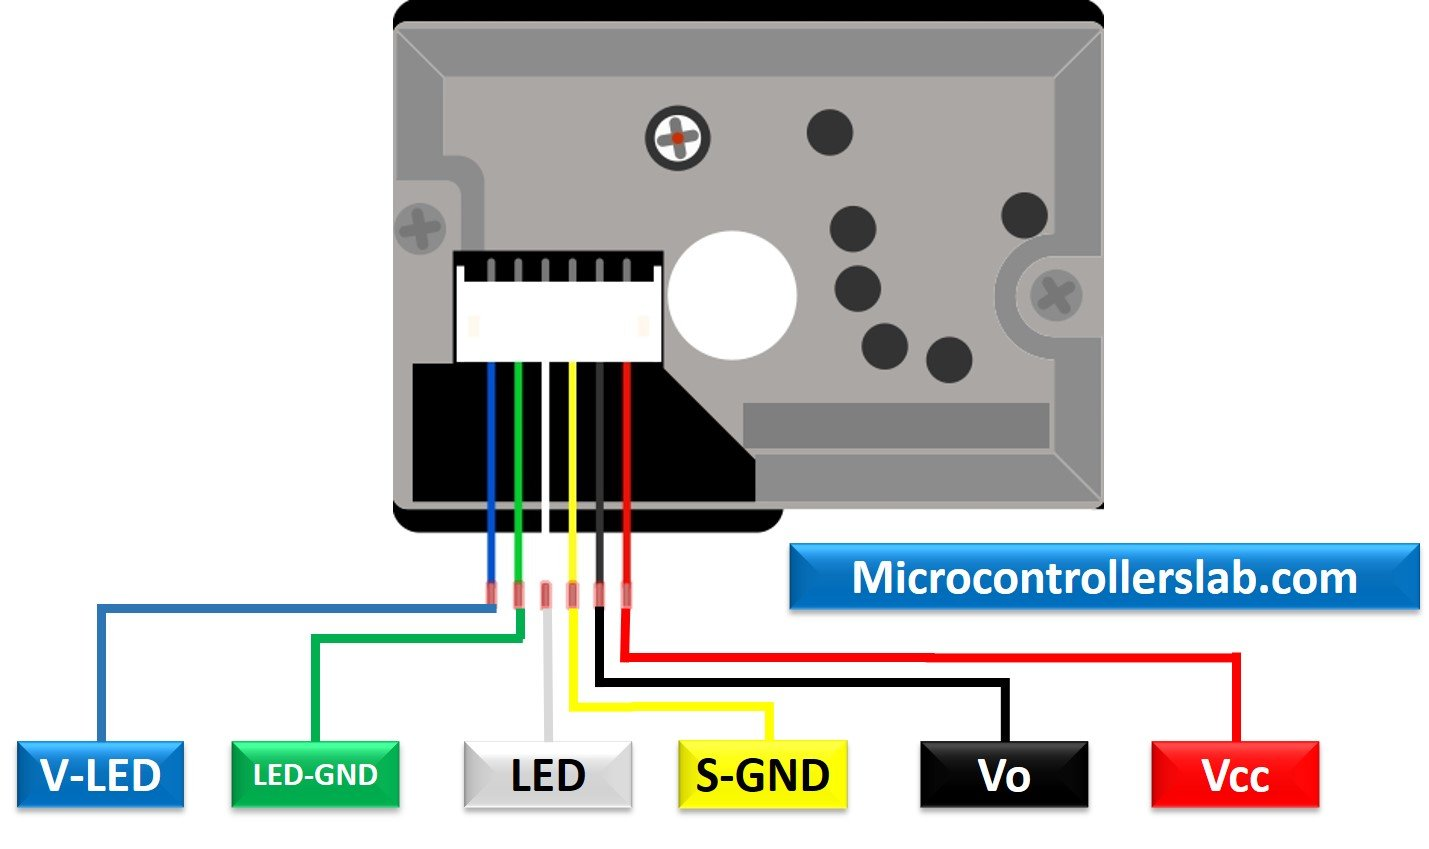 Microcontrollerslab.com
V-LED
LED-GND
LED
S-GND
Vo
Vcc